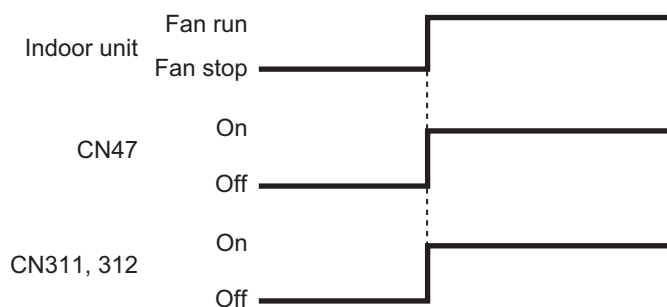 Fan run
Indoor unit
Fan stop
On
CN47
Off
On
CN311, 312
Off